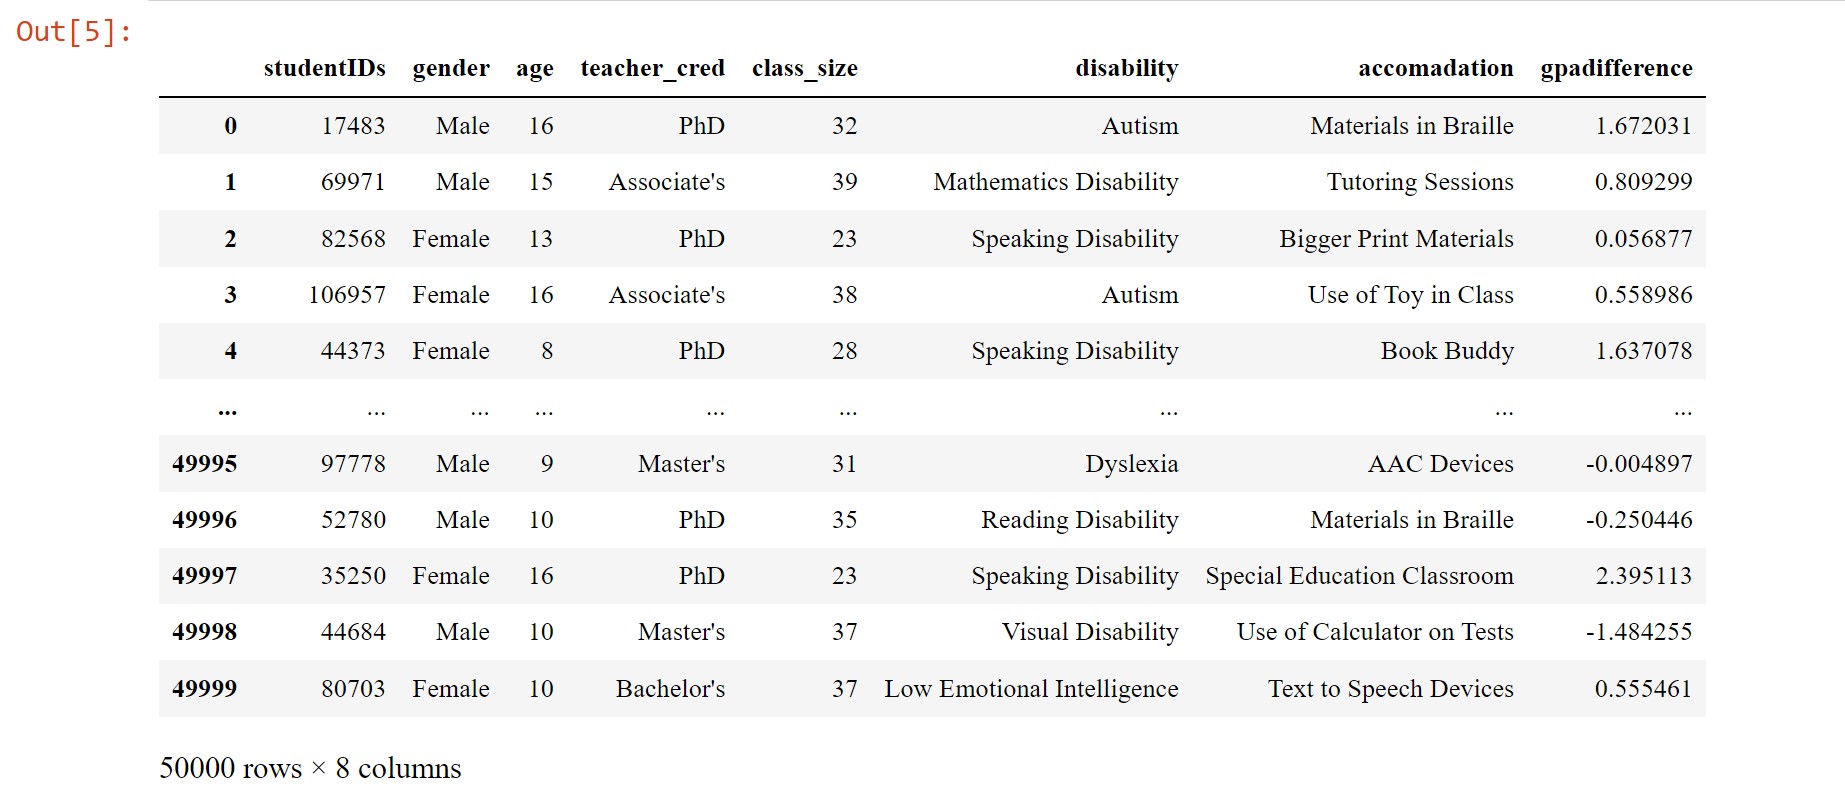 Out[5]:
studentIDs gender age teacher_cred class_size disability accomadation gpadifference
0 17483 Male 16 PhD 32 Autism Materials in Braille 1.672031
1 69971 Male 15 Associate's 39 Mathematics Disability Tutoring Sessions 0.809299
2 82568 Female 13 PhD 23 Speaking Disability Bigger Print Materials 0.056877
3 106957 Female 16 Associate's 38 Autism Use of Toy in Class 0.558986
4 44373 Female 8 PhD 28 Speaking Disability Book Buddy 1.637078
... ... ... ... ... ... ... ... ...
49995 97778 Male 9 Master's 31 Dyslexia AAC Devices -0.004897
49996 52780 Male 10 PhD 35 Reading Disability Materials in Braille -0.250446
49997 35250 Female 16 PhD 23 Speaking Disability Special Education Classroom 2.395113
49998 44684 Male 10 Master's 37 Visual Disability Use of Calculator on Tests -1.484255
49999 80703 Female 10 Bachelor's 37 Low Emotional Intelligence Text to Speech Devices 0.555461
50000 rows × 8 columns